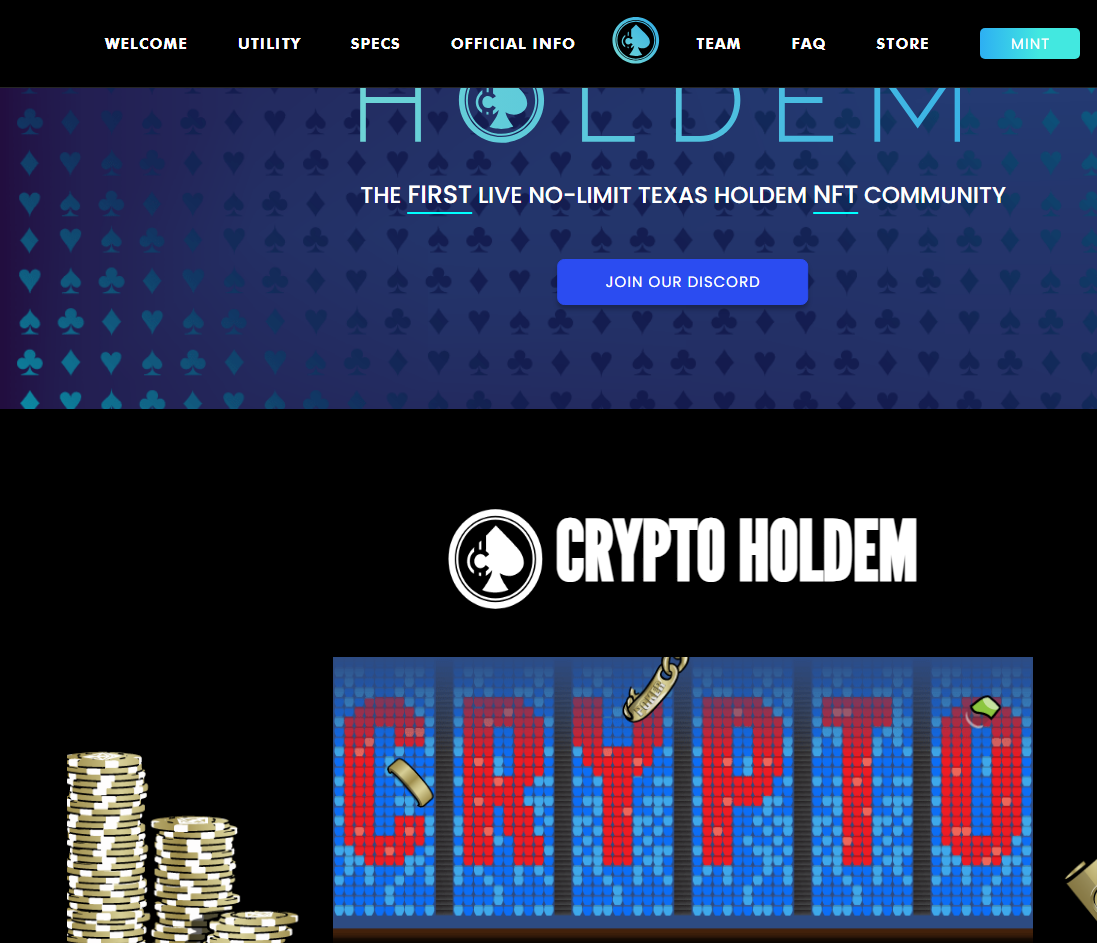 WELCOME UTILITY SPECS OFFICIAL INFO TEAM FAQ STORE MINT
HOLDEM
THE FIRST LIVE NO-LIMIT TEXAS HOLDEM NFT COMMUNITY
JOIN OUR DISCORD
CRYPTO HOLDEM
POKER
CRYPTO